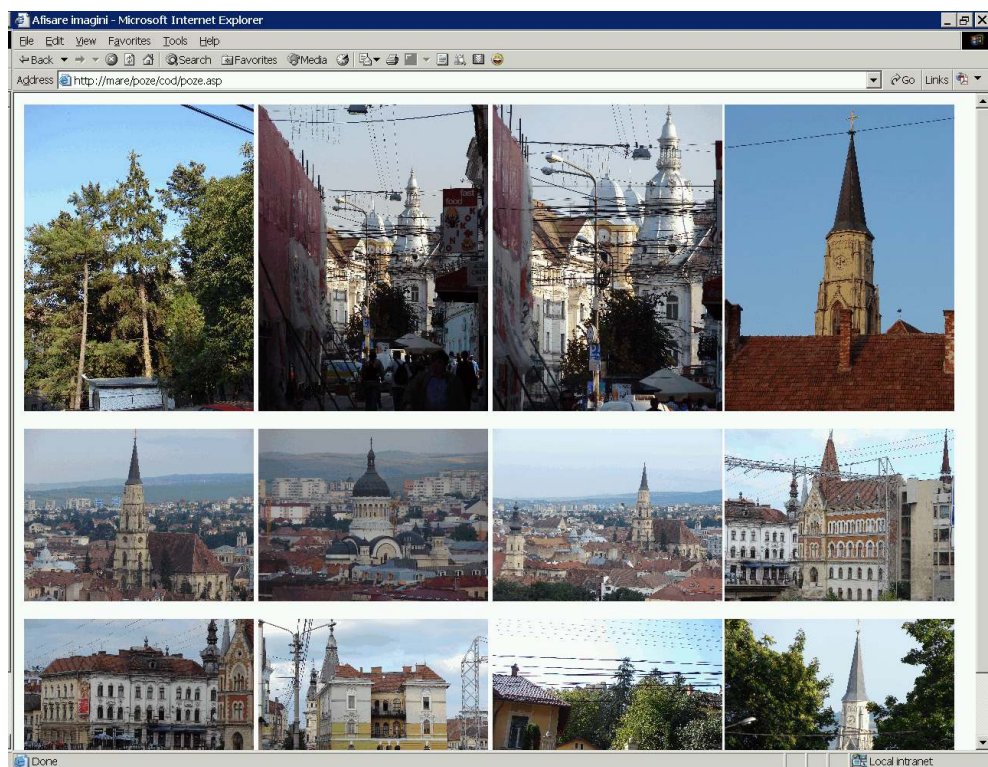 Afisare imagini - Microsoft Internet Explorer
File Edit View Favorites Tools Help
Back Search Favorites Media
Address http://mare/poze/cod/poze.asp Go Links
fast
food
Done Local intranet